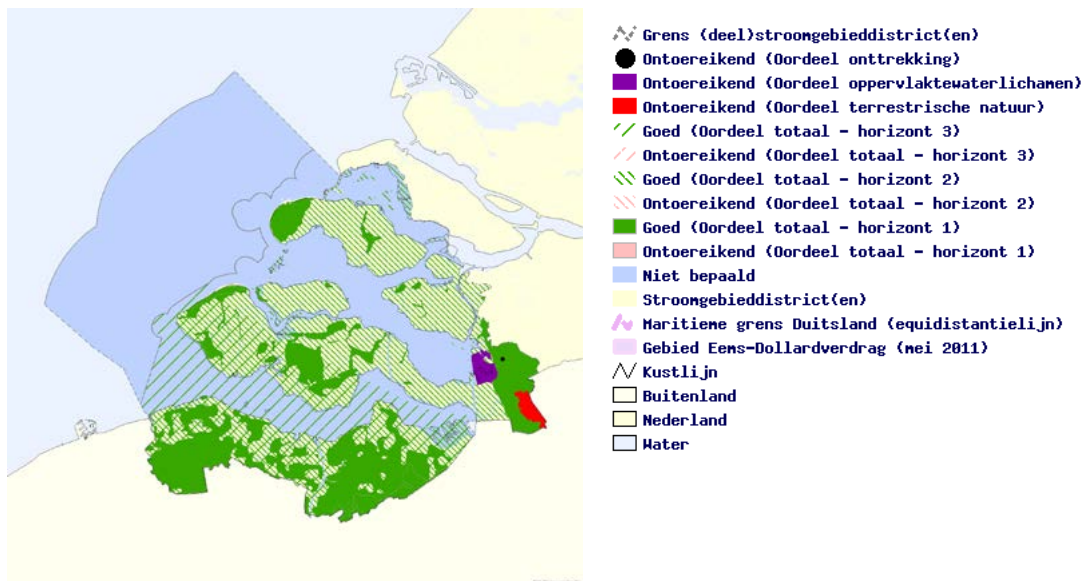 Grens (deel)stroomgebieddistrict(en)
Ontoereikend (Oordeel onttrekking)
Ontoereikend (Oordeel oppervlaktewaterlichamen)
Ontoereikend (Oordeel terrestrische natuur)
Goed (Oordeel totaal - horizont 3)
Ontoereikend (Oordeel totaal - horizont 3)
Goed (Oordeel totaal - horizont 2)
Ontoereikend (Oordeel totaal - horizont 2)
Goed (Oordeel totaal - horizont 1)
Ontoereikend (Oordeel totaal - horizont 1)
Niet bepaald
Stroomgebieddistrict(en)
Maritieme grens Duitsland (equidistantielijn)
Gebied Eems-Dollardverdrag (mei 2011)
Kustlijn
Buitenland
Nederland
Water